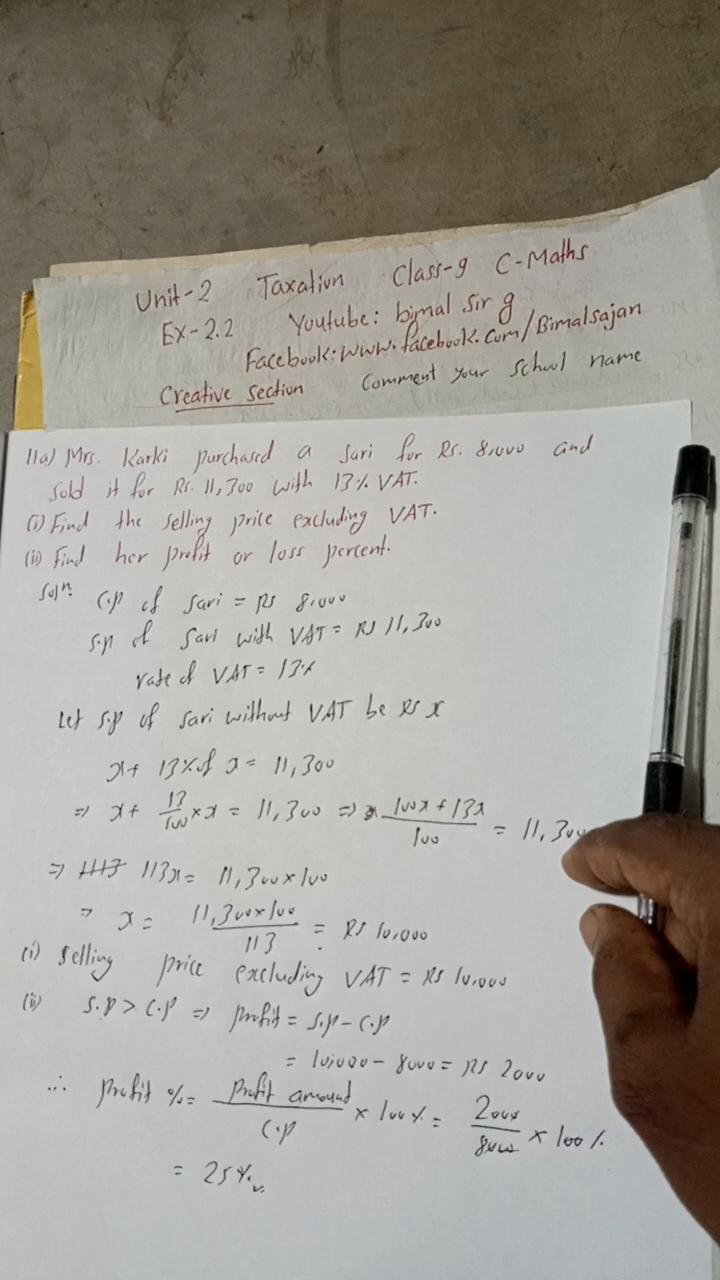 Unit-2 Taxation Class-9 C-Maths
Ex-2.2 Youtube: bimal sir g
Facebook: www.facebook.com/Bimalsajan
Creative section Comment your school name
11a) Mrs. Karki purchased a sari for Rs. 8,000 and
sold it for Rs. 11,300 with 13% VAT.
(i) Find the selling price excluding VAT.
(ii) Find her profit or loss percent.
Soln: C.p of sari = Rs 8,000
s.p of sari with VAT = Rs 11,300
rate of VAT = 13%
Let s.p of sari without VAT be Rs x
x + 13% of x = 11,300
⇒ x + 13/100 × x = 11,300 ⇒ 100x + 13x / 100 = 11,300
⇒ 113x = 11,300 × 100
⇒ x = 11,300 × 100 / 113 = Rs 10,000
(i) Selling price excluding VAT = Rs 10,000
(ii) S.p > C.p ⇒ Profit = s.p - c.p
= 10,000 - 8000 = Rs 2000
∴ Profit % = Profit amount / C.p × 100% = 2000 / 8000 × 100%
= 25%